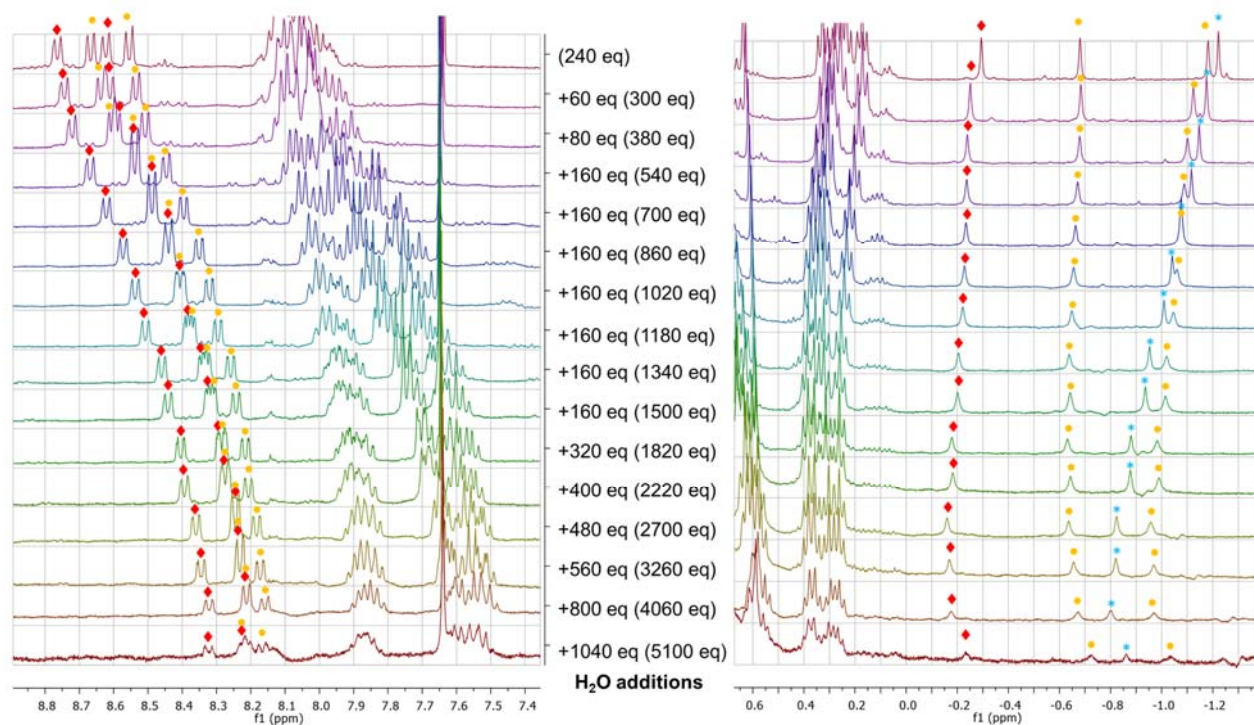 (240 eq)
+60 eq (300 eq)
+80 eq (380 eq)
+160 eq (540 eq)
+160 eq (700 eq)
+160 eq (860 eq)
+160 eq (1020 eq)
+160 eq (1180 eq)
+160 eq (1340 eq)
+160 eq (1500 eq)
+320 eq (1820 eq)
+400 eq (2220 eq)
+480 eq (2700 eq)
+560 eq (3260 eq)
+800 eq (4060 eq)
+1040 eq (5100 eq)
H₂O additions
8.8 8.7 8.6 8.5 8.4 8.3 8.2 8.1 8.0 7.9 7.8 7.7 7.6 7.5 7.4
f1 (ppm)
0.6 0.4 0.2 0.0 -0.2 -0.4 -0.6 -0.8 -1.0 -1.2
f1 (ppm)